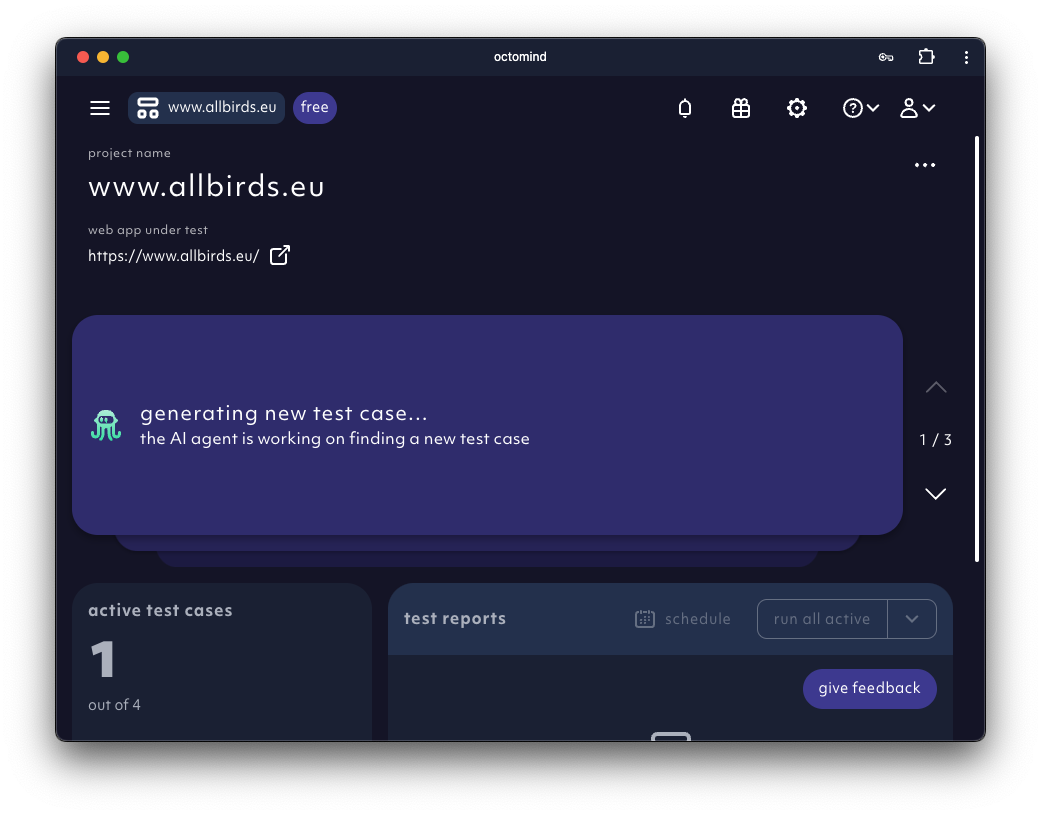 octomind
www.allbirds.eu free
project name
www.allbirds.eu
web app under test
https://www.allbirds.eu/
generating new test case...
the AI agent is working on finding a new test case
1 / 3
active test cases
1
out of 4
test reports
schedule
run all active
give feedback